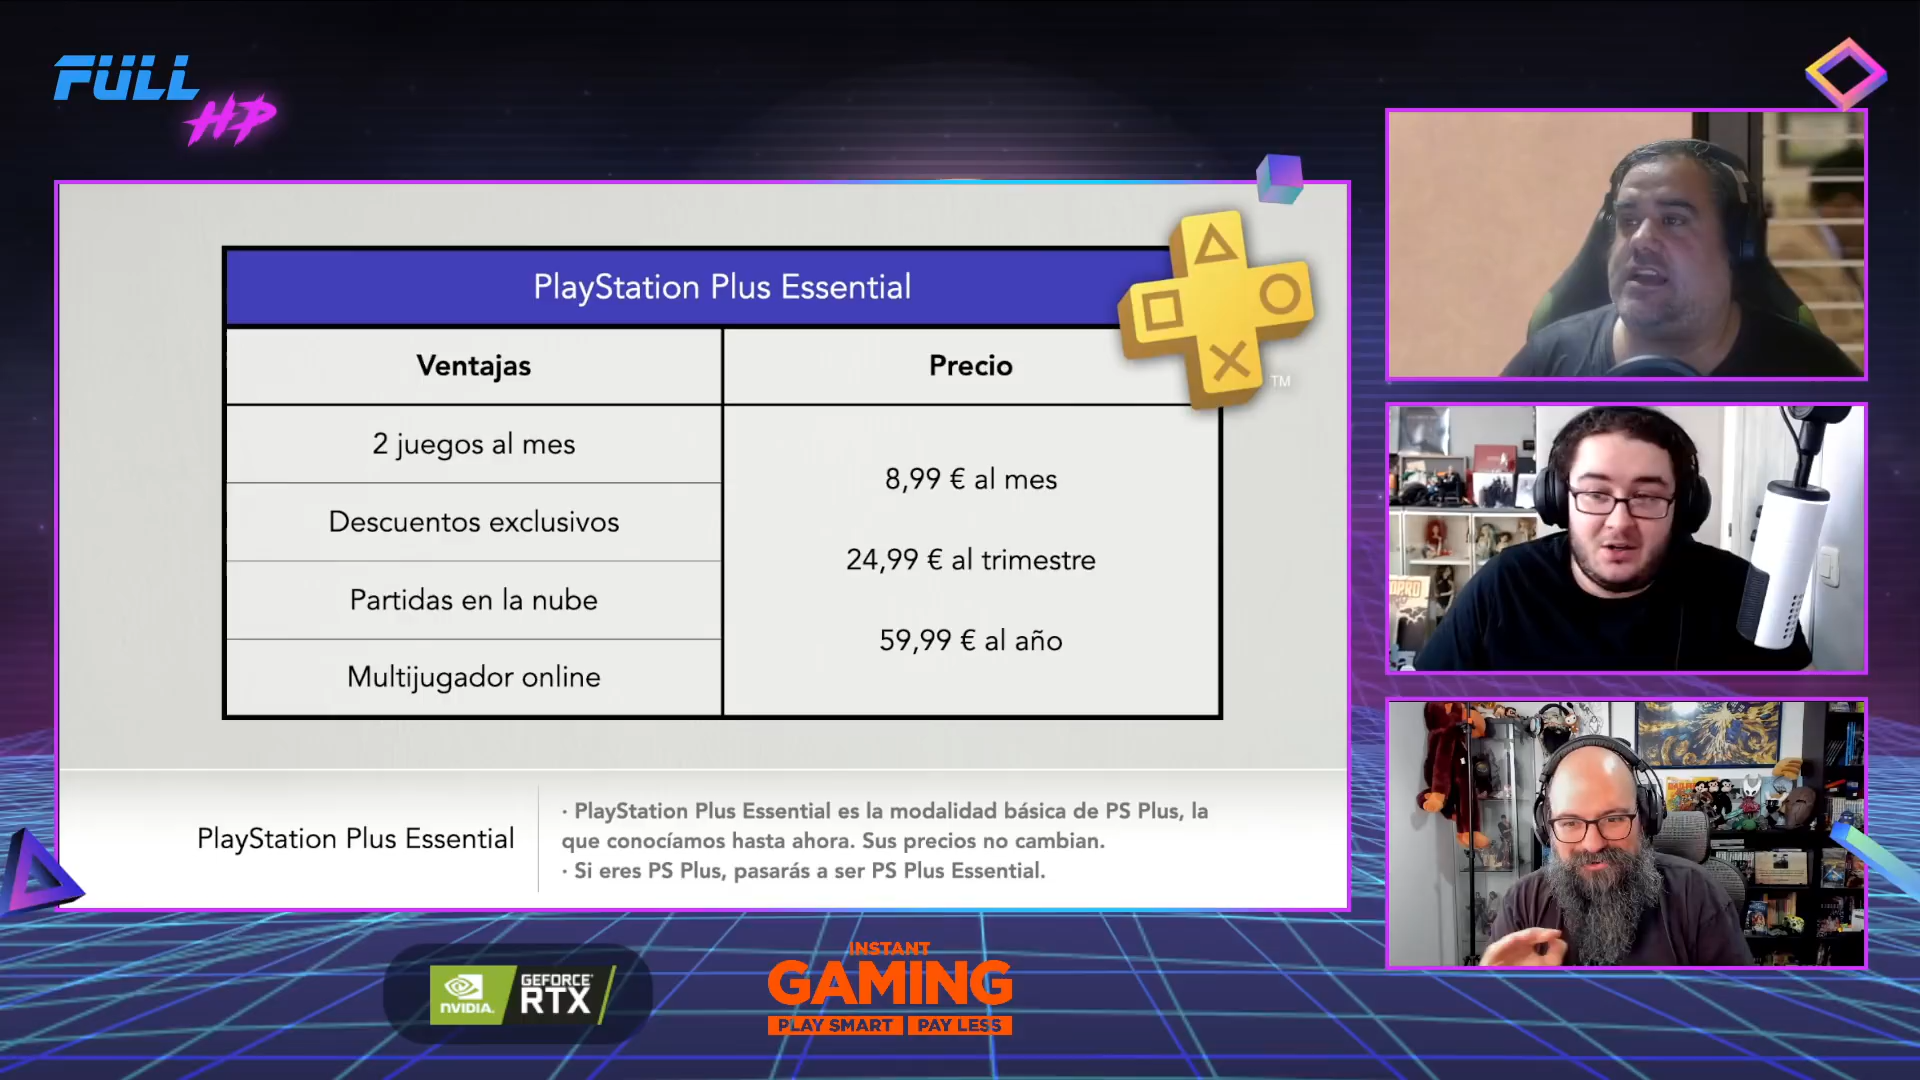 FULL
HP
PlayStation Plus Essential
Ventajas
Precio
TM
2 juegos al mes
Descuentos exclusivos
Partidas en la nube
Multijugador online
8,99 € al mes
24,99 € al trimestre
59,99 € al año
PlayStation Plus Essential
· PlayStation Plus Essential es la modalidad básica de PS Plus, la
que conocíamos hasta ahora. Sus precios no cambian.
· Si eres PS Plus, pasarás a ser PS Plus Essential.
NVIDIA.
GEFORCE
RTX
INSTANT
GAMING
PLAY SMART PAY LESS